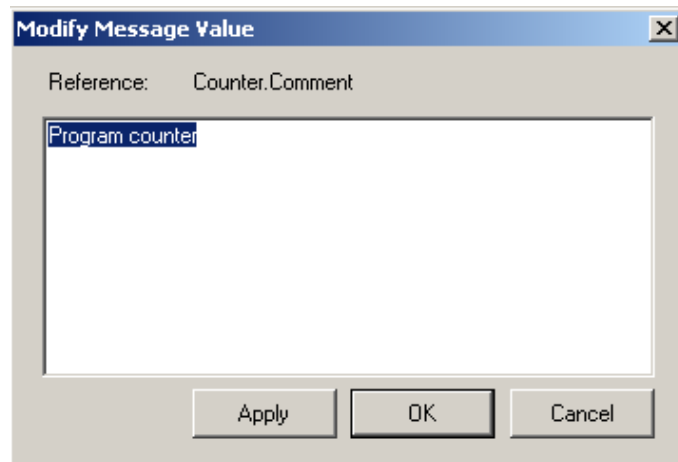 Modify Message Value
Reference: Counter.Comment
Program counter
Apply OK Cancel